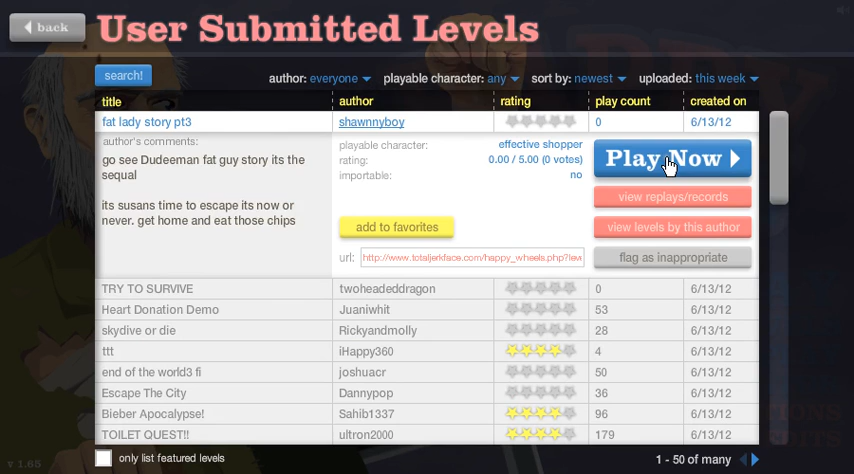 back
User Submitted Levels
search!
author: everyone playable character: any sort by: newest uploaded: this week
title author rating play count created on
fat lady story pt3 shawnnyboy 0 6/13/12
author's comments:
go see Dudeeman fat guy story its the
sequal
its susans time to escape its now or
never. get home and eat those chips
playable character: effective shopper
rating: 0.00 / 5.00 (0 votes)
importable: no
add to favorites
url: http://www.totaljerkface.com/happy_wheels.php?leve
Play Now
view replays/records
view levels by this author
flag as inappropriate
TRY TO SURVIVE twoheadeddragon 0 6/13/12
Heart Donation Demo Juaniwhit 53 6/13/12
skydive or die Rickyandmolly 28 6/13/12
ttt iHappy360 4 6/13/12
end of the world3 fi joshuacr 50 6/13/12
Escape The City Dannypop 36 6/13/12
Bieber Apocalypse! Sahib1337 96 6/13/12
TOILET QUEST!! ultron2000 179 6/13/12
only list featured levels
1 - 50 of many
v 1.65